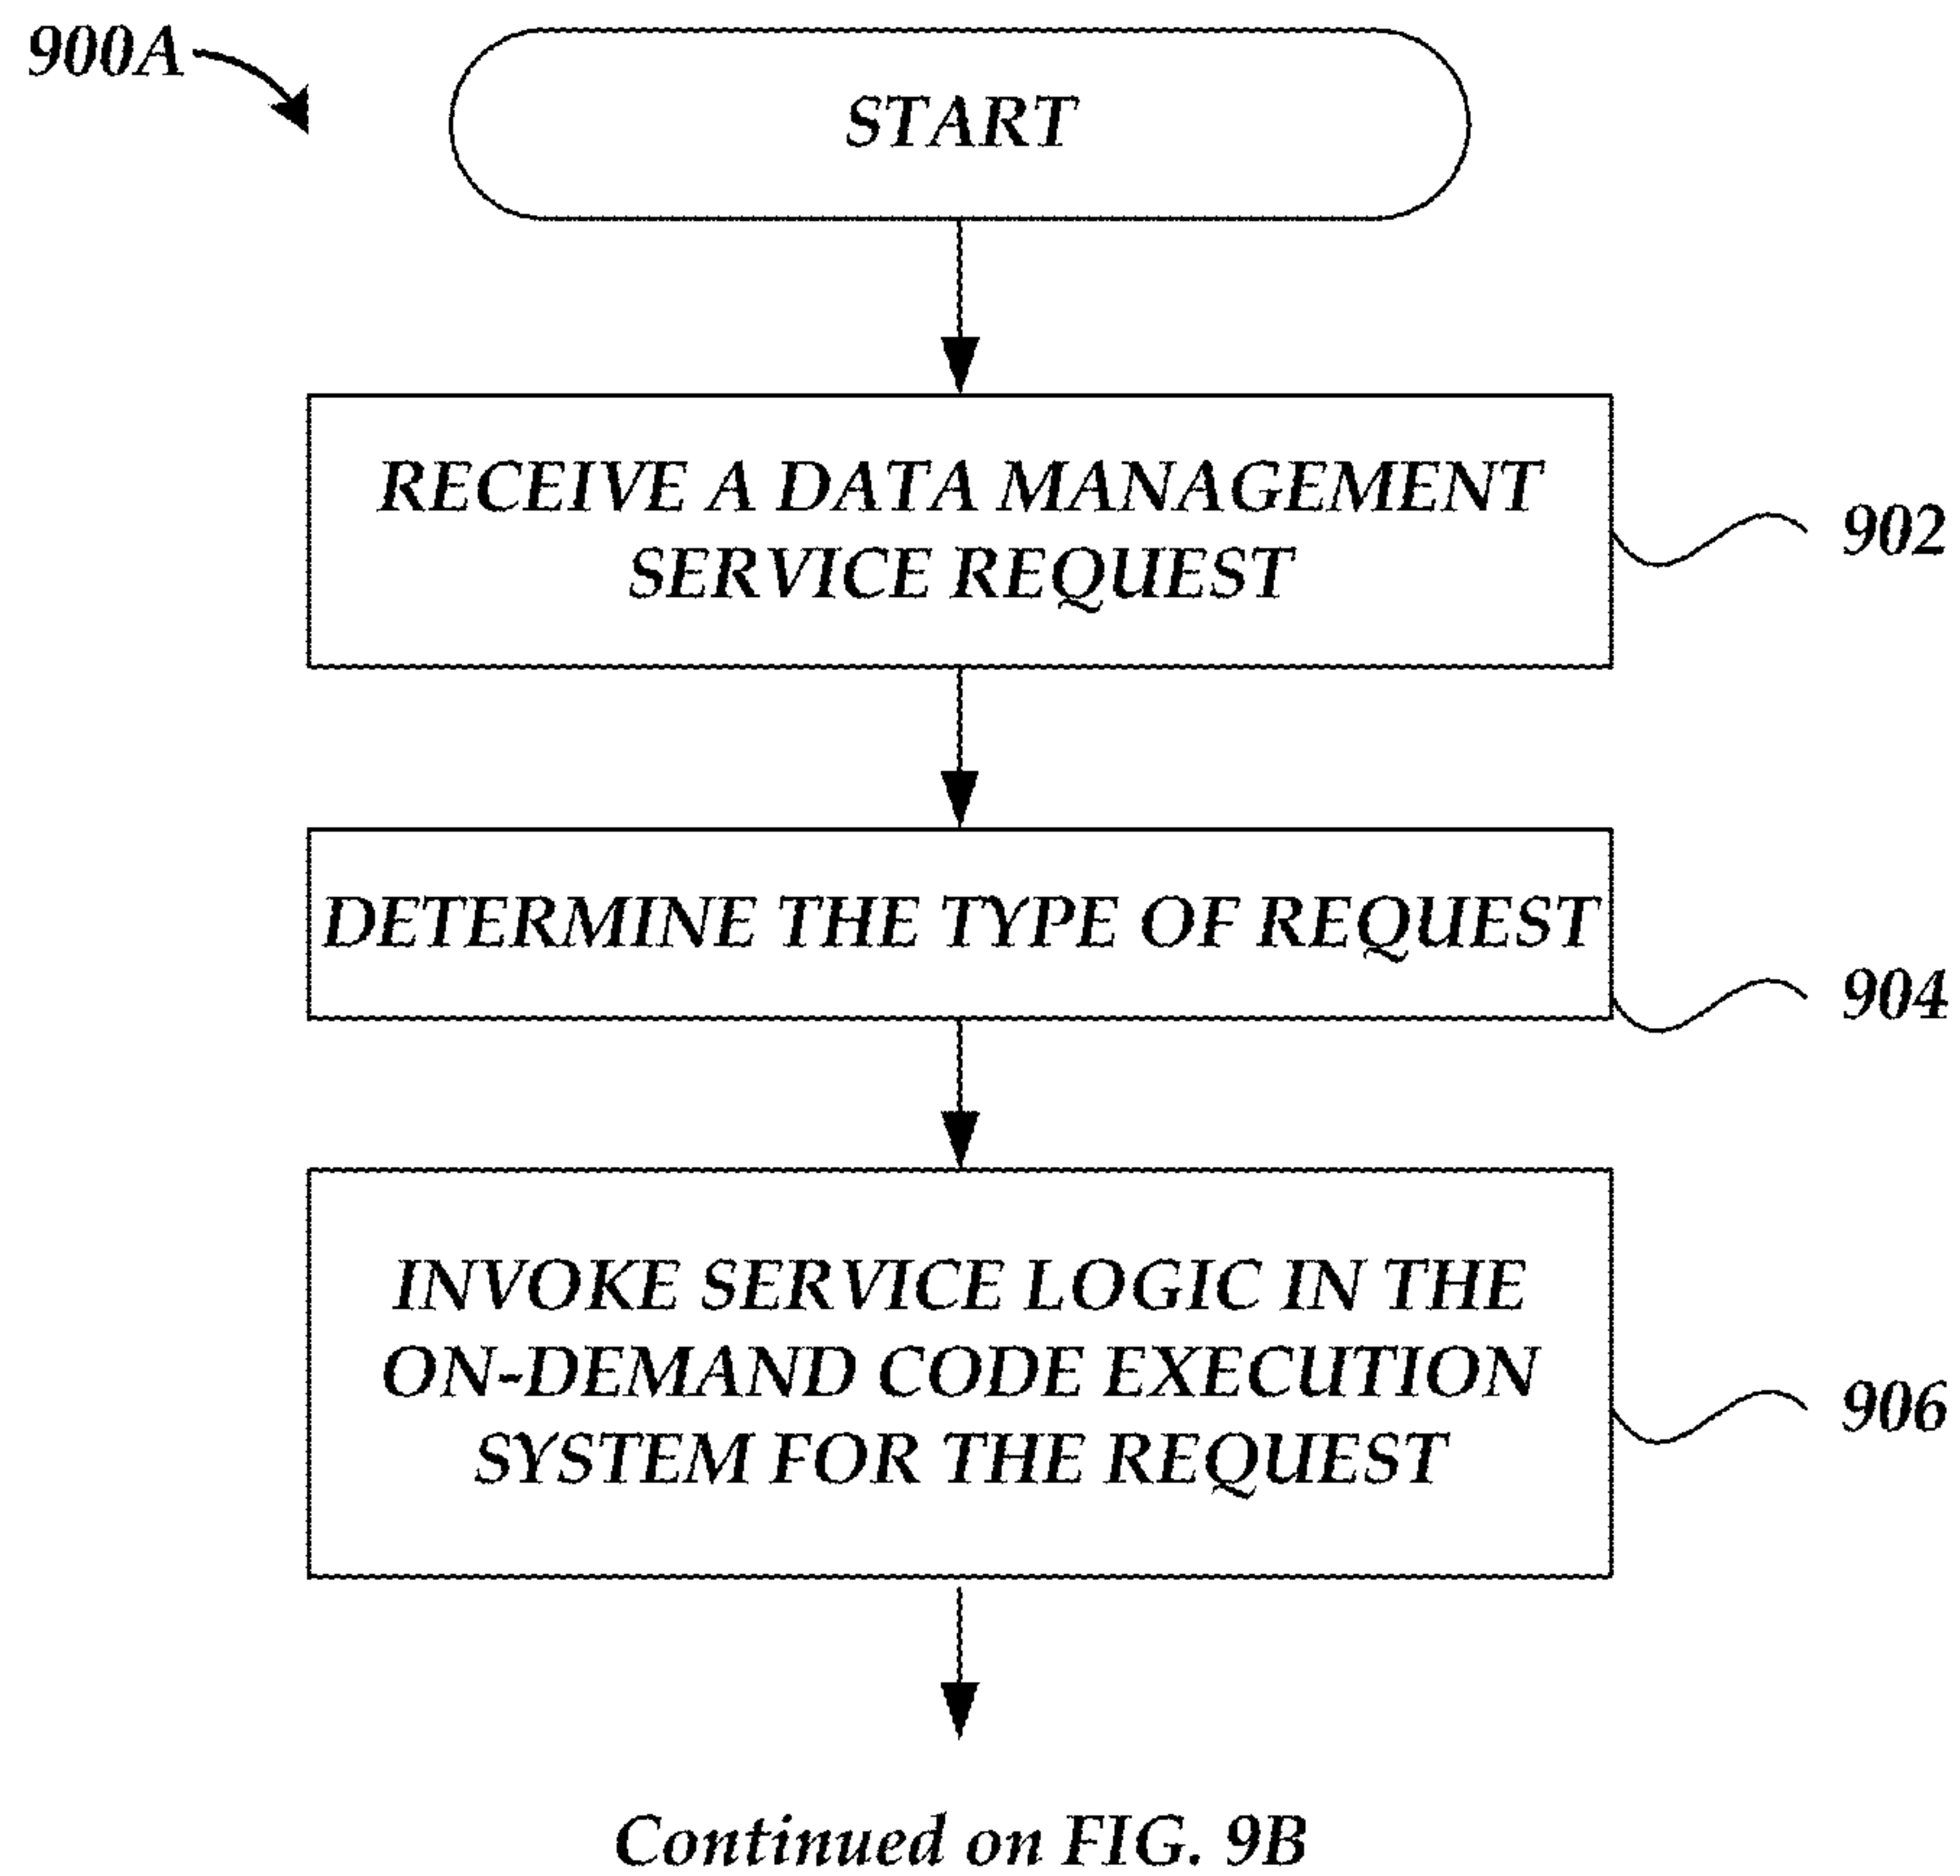 900A
START
RECEIVE A DATA MANAGEMENT
SERVICE REQUEST
902
DETERMINE THE TYPE OF REQUEST
904
INVOKE SERVICE LOGIC IN THE
ON-DEMAND CODE EXECUTION
SYSTEM FOR THE REQUEST
906
Continued on FIG. 9B